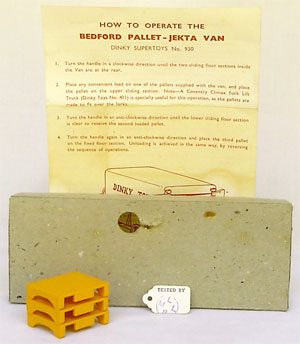 HOW TO OPERATE THE
BEDFORD PALLET-JEKTA VAN
DINKY SUPERTOYS No. 930
1. Turn the handle in a clockwise direction until the two sliding floor sections inside
the Van are at the rear.
2. Place any convenient load on one of the pallets supplied with the van, and place
the pallet on the upper sliding section. Note—A Coventry Climax Fork Lift
Truck (Dinky Toys No. 401) is specially useful for this operation, as the pallets are
made to fit over the forks.
3. Turn the handle in an anti-clockwise direction until the lower sliding floor section
is clear to receive the second loaded pallet.
4. Turn the handle again in an anti-clockwise direction and place the third pallet
on the fixed floor section. Unloading is achieved in the same way, by reversing
the sequence of operations.
DINKY
TESTED BY